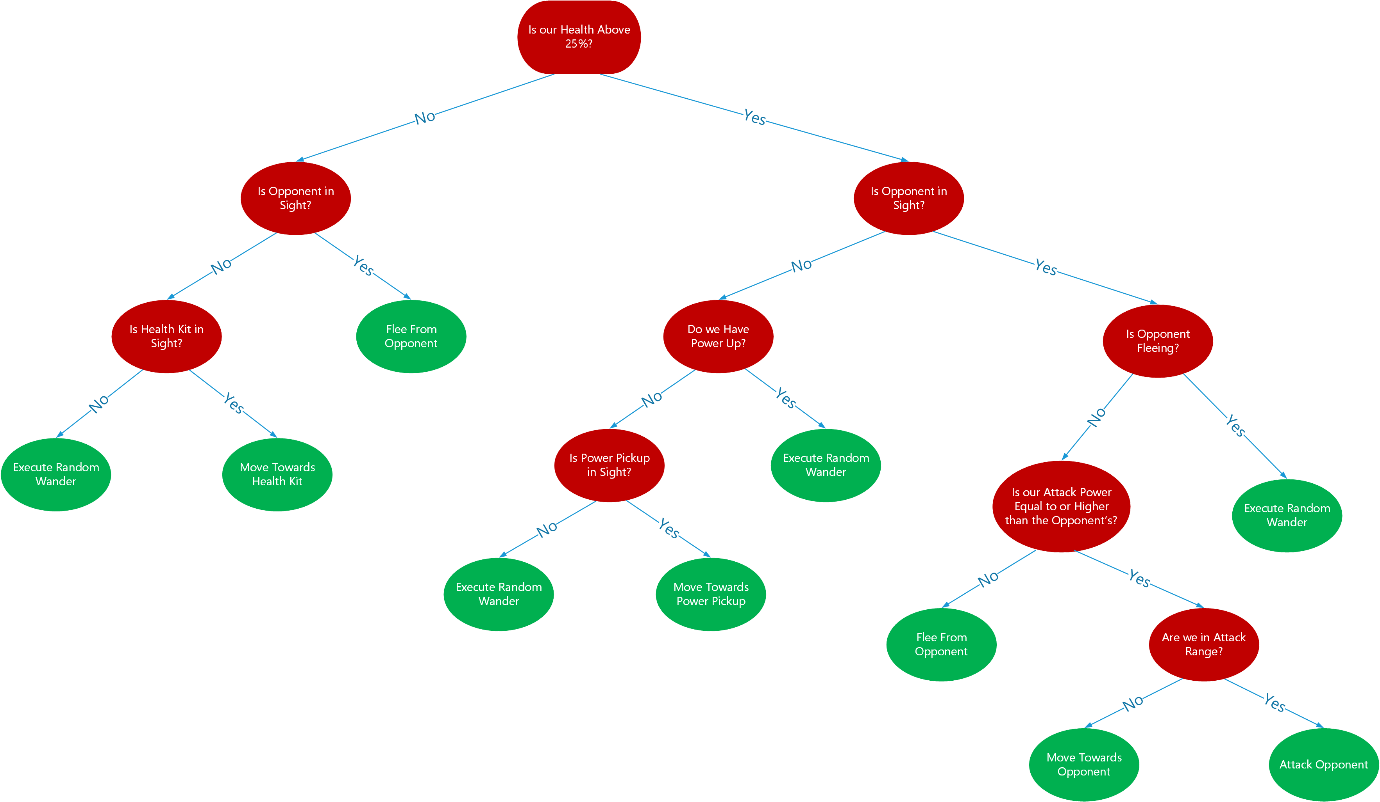 Is our Health Above
25%?
No
Yes
Is Opponent in
Sight?
Is Opponent in
Sight?
No
Yes
No
Yes
Is Health Kit in
Sight?
Flee From
Opponent
Do we Have
Power Up?
Is Opponent
Fleeing?
No
Yes
No
Yes
No
Yes
Execute Random
Wander
Move Towards
Health Kit
Is Power Pickup
in Sight?
Execute Random
Wander
Is our Attack Power
Equal to or Higher
than the Opponent's?
Execute Random
Wander
No
Yes
No
Yes
Execute Random
Wander
Move Towards
Power Pickup
Flee From
Opponent
Are we in Attack
Range?
No
Yes
Move Towards
Opponent
Attack Opponent